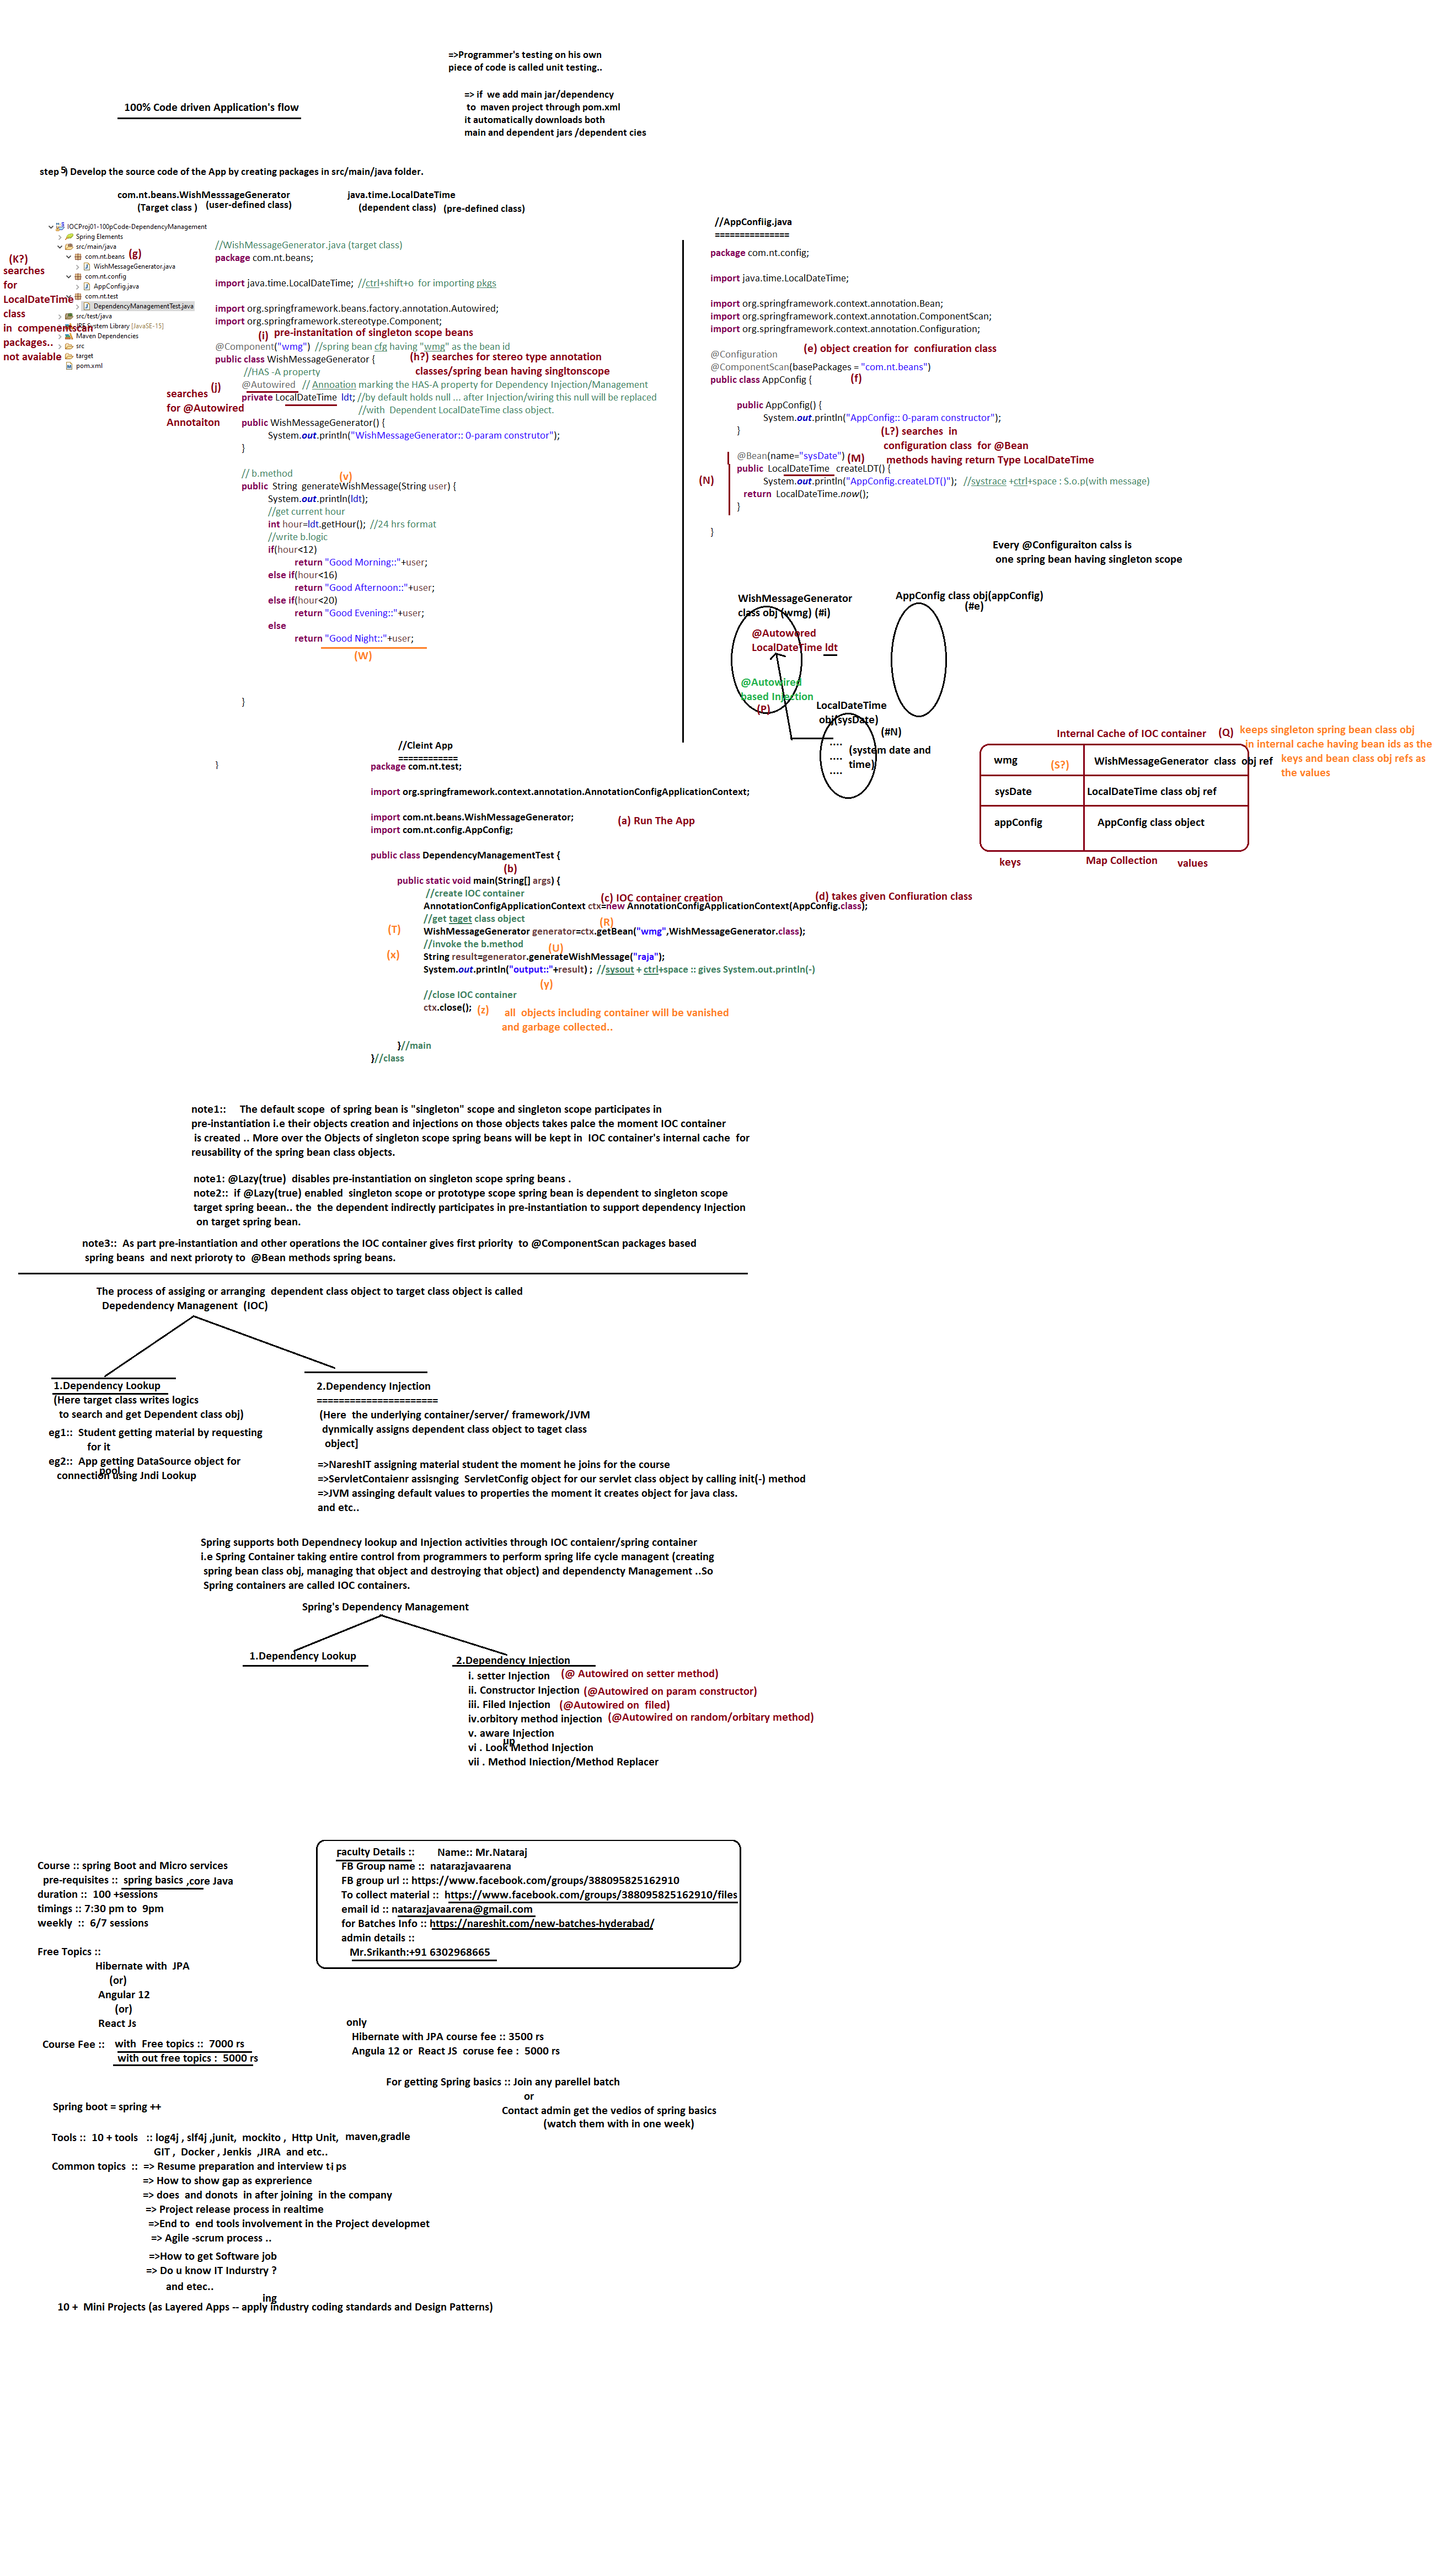 =>Programmer's testing on his own
piece of code is called unit testing..
=> if  we add main jar/dependency
to  maven project through pom.xml
it automatically downloads both
main and dependent jars /dependent cies
100% Code driven Application's flow
step 5) Develop the source code of the App by creating packages in src/main/java folder.
com.nt.beans.WishMesssageGenerator
(Target class )  (user-defined class)
java.time.LocalDateTime
(dependent class)  (pre-defined class)
IOCProj01-100pCode-DependencyManagement
Spring Elements
src/main/java
com.nt.beans (g)
WishMessageGenerator.java
com.nt.config
AppConfig.java
com.nt.test
DependencyManagementTest.java
src/test/java
JRE System Library [JavaSE-15]
Maven Dependencies
src
target
pom.xml
(K?)
searches
for
LocalDateTime
class
in  compenentscan
packages..
not avaiable
//WishMessageGenerator.java (target class)
package com.nt.beans;
import java.time.LocalDateTime;  //ctrl+shift+o  for importing pkgs
import org.springframework.beans.factory.annotation.Autowired;
import org.springframework.stereotype.Component;
(i)  pre-instanitation of singleton scope beans
@Component("wmg")  //spring bean cfg having "wmg" as the bean id
public class WishMessageGenerator {
(h?) searches for stereo type annotation
classes/spring bean having singltonscope
//HAS -A property
@Autowired  // Annoation marking the HAS-A property for Dependency Injection/Management
private LocalDateTime  ldt; //by default holds null ... after Injection/wiring this null will be replaced
//with  Dependent LocalDateTime class object.
searches (j)
for @Autowired
Annotaiton
public WishMessageGenerator() {
System.out.println("WishMessageGenerator:: 0-param construtor");
}
// b.method
(v)
public  String  generateWishMessage(String user) {
System.out.println(ldt);
//get current hour
int hour=ldt.getHour();  //24 hrs format
//write b.logic
if(hour<12)
return "Good Morning::"+user;
else if(hour<16)
return "Good Afternoon::"+user;
else if(hour<20)
return "Good Evening::"+user;
else
return "Good Night::"+user;
(W)
}
}
//AppConfiig.java
===============
package com.nt.config;
import java.time.LocalDateTime;
import org.springframework.context.annotation.Bean;
import org.springframework.context.annotation.ComponentScan;
import org.springframework.context.annotation.Configuration;
@Configuration
(e) object creation for  confiuration class
@ComponentScan(basePackages = "com.nt.beans")
public class AppConfig {
(f)
public AppConfig() {
System.out.println("AppConfig:: 0-param constructor");
}
(L?) searches  in
configuration class  for @Bean
methods having return Type LocalDateTime
@Bean(name="sysDate") (M)
public  LocalDateTime  createLDT() {
(N)
System.out.println("AppConfig.createLDT()");  //systrace +ctrl+space : S.o.p(with message)
return  LocalDateTime.now();
}
}
Every @Configuraiton calss is
one spring bean having singleton scope
WishMessageGenerator
class obj (wmg) (#i)
AppConfig class obj(appConfig)
(#e)
@Autowored
LocalDateTime ldt
@Autowired
based Injection
(P)
LocalDateTime
obj(sysDate)
(#N)
....
....
....
(system date and
time)
Internal Cache of IOC container
(Q)  keeps singleton spring bean class obj
in internal cache having bean ids as the
keys and bean class obj refs as
the values
wmg  (S?)  WishMessageGenerator  class  obj ref
sysDate  LocalDateTime class obj ref
appConfig  AppConfig class object
keys  Map Collection  values
//Cleint App
============
package com.nt.test;
import org.springframework.context.annotation.AnnotationConfigApplicationContext;
import com.nt.beans.WishMessageGenerator;
import com.nt.config.AppConfig;
(a) Run The App
public class DependencyManagementTest {
(b)
public static void main(String[] args) {
//create IOC container
(c) IOC container creation
(d) takes given Confiuration class
AnnotationConfigApplicationContext ctx=new AnnotationConfigApplicationContext(AppConfig.class);
//get taget class object
(R)
(T)
WishMessageGenerator  generator=ctx.getBean("wmg",WishMessageGenerator.class);
//invoke the b.method
(U)
(x)
String result=generator.generateWishMessage("raja");
System.out.println("output::"+result) ;  //sysout + ctrl+space :: gives System.out.println(-)
(y)
//close IOC container
ctx.close();  (z)
all  objects including container will be vanished
and garbage collected..
}//main
}//class
note1::     The default scope  of spring bean is "singleton" scope and singleton scope participates in
pre-instantiation i.e their objects creation and injections on those objects takes palce the moment IOC container
is created .. More over the Objects of singleton scope spring beans will be kept in  IOC container's internal cache  for
reusability of the spring bean class objects.
note1: @Lazy(true)  disables pre-instantiation on singleton scope spring beans .
note2::  if @Lazy(true) enabled  singleton scope or prototype scope spring bean is dependent to singleton scope
target spring beean.. the  the dependent indirectly participates in pre-instantiation to support dependency Injection
on target spring bean.
note3::  As part pre-instantiation and other operations the IOC container gives first priority  to @ComponentScan packages based
spring beans  and next prioroty to  @Bean methods spring beans.
The process of assiging or arranging  dependent class object to target class object is called
Depedendency Managenent  (IOC)
1.Dependency Lookup
(Here target class writes logics
to search and get Dependent class obj)
eg1::  Student getting material by requesting
for it
eg2::  App getting DataSource object for
pool
connection using Jndi Lookup
2.Dependency Injection
======================
(Here  the underlying container/server/ framework/JVM
dynmically assigns dependent class object to taget class
object]
=>NareshIT assigning material student the moment he joins for the course
=>ServletContaienr assisnging  ServletConfig object for our servlet class object by calling init(-) method
=>JVM assinging default values to properties the moment it creates object for java class.
and etc..
Spring supports both Dependnecy lookup and Injection activities through IOC contaienr/spring container
i.e Spring Container taking entire control from programmers to perform spring life cycle managent (creating
spring bean class obj, managing that object and destroying that object) and dependencty Management ..So
Spring containers are called IOC containers.
Spring's Dependency Management
1.Dependency Lookup
2.Dependency Injection
i. setter Injection    (@ Autowired on setter method)
ii. Constructor Injection (@Autowired on param constructor)
iii. Filed Injection   (@Autowired on  filed)
iv.orbitory method injection  (@Autowired on random/orbitary method)
v. aware Injection
up
vi . Look Method Injection
vii . Method Iniection/Method Replacer
Course :: spring Boot and Micro services
pre-requisites ::  spring basics ,core Java
duration ::  100 +sessions
timings :: 7:30 pm to  9pm
weekly  ::  6/7 sessions
Free Topics ::
Hibernate with  JPA
(or)
Angular 12
(or)
React Js
Course Fee ::   with  Free topics ::  7000 rs
with out free topics :  5000 rs
Faculty Details ::       Name:: Mr.Nataraj
FB Group name ::  natarazjavaarena
FB group url :: https://www.facebook.com/groups/388095825162910
To collect material ::  https://www.facebook.com/groups/388095825162910/files
email id :: natarazjavaarena@gmail.com
for Batches Info :: https://nareshit.com/new-batches-hyderabad/
admin details ::
Mr.Srikanth:+91 6302968665
only
Hibernate with JPA course fee :: 3500 rs
Angula 12 or  React JS  coruse fee :  5000 rs
For getting Spring basics :: Join any parellel batch
or
Contact admin get the vedios of spring basics
(watch them with in one week)
Spring boot = spring ++
Tools ::  10 + tools   :: log4j , slf4j ,junit,  mockito ,  Http Unit,  maven,gradle
GIT ,  Docker , Jenkis  ,JIRA  and etc..
Common topics  ::  => Resume preparation and interview tips
=> How to show gap as exprerience
=> does  and donots  in after joining  in the company
=> Project release process in realtime
=>End to  end tools involvement in the Project developmet
=> Agile -scrum process ..
=>How to get Software job
=> Do u know IT Indurstry ?
and etec..
ing
10 +  Mini Projects (as Layered Apps -- apply industry coding standards and Design Patterns)